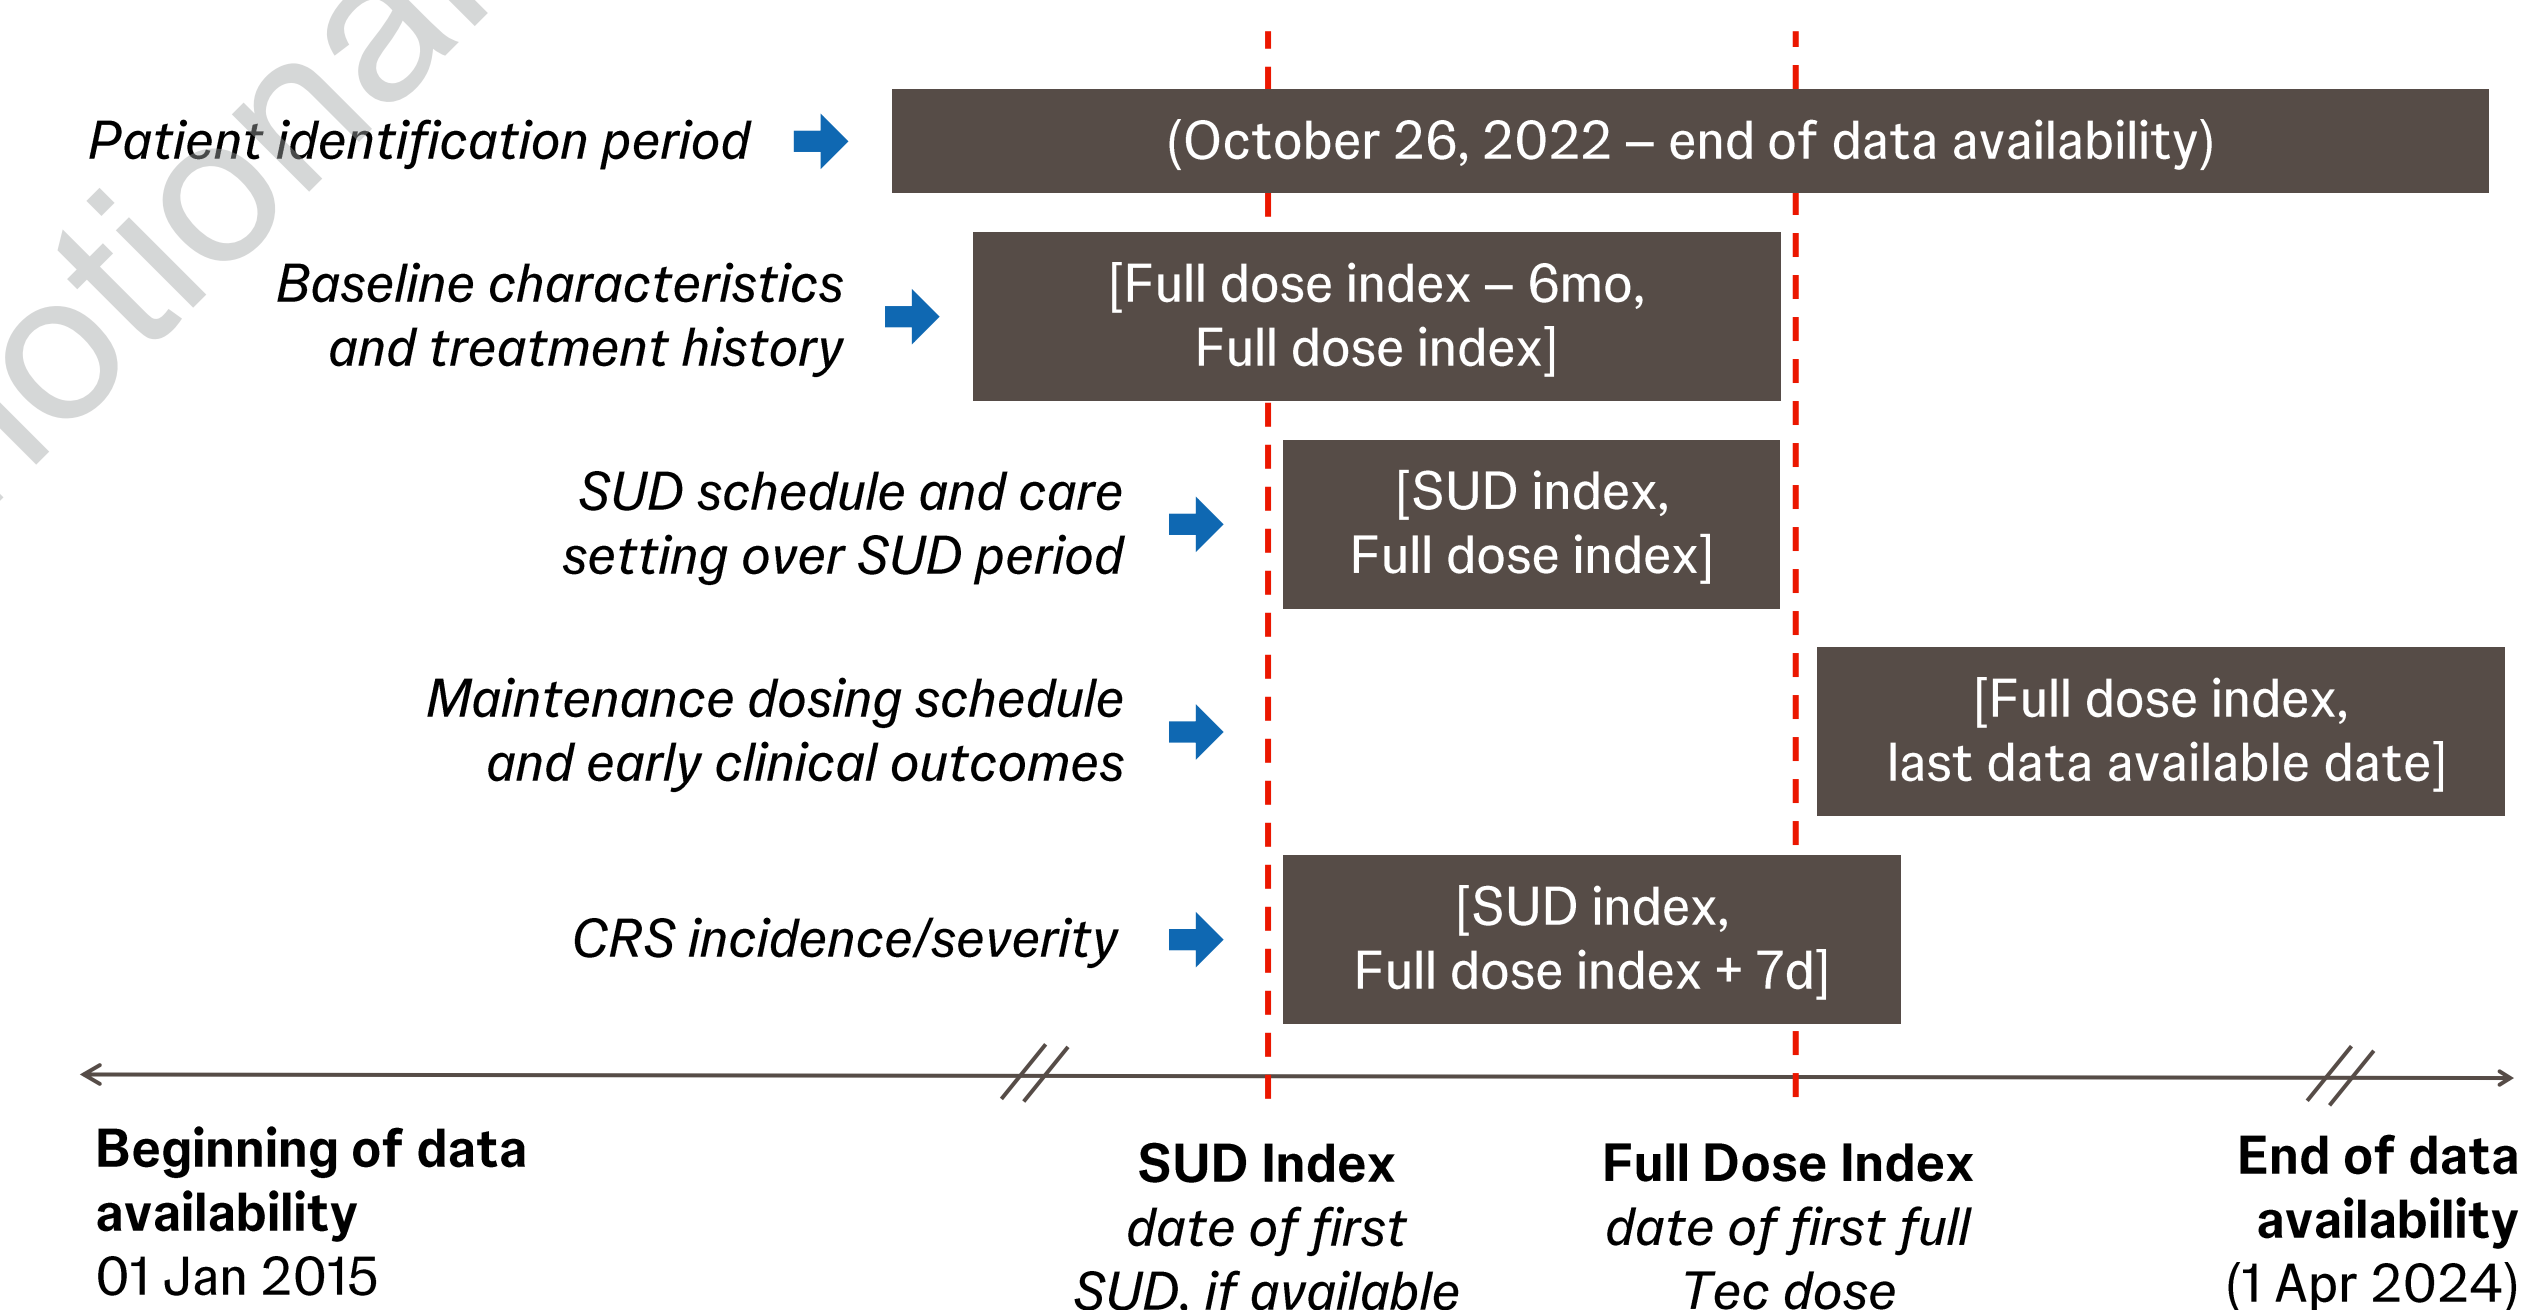 Patient identification period
(October 26, 2022 – end of data availability)
Baseline characteristics
and treatment history
[Full dose index – 6mo,
Full dose index]
SUD schedule and care
setting over SUD period
[SUD index,
Full dose index]
Maintenance dosing schedule
and early clinical outcomes
[Full dose index,
last data available date]
CRS incidence/severity
[SUD index,
Full dose index + 7d]
Beginning of data
availability
01 Jan 2015
SUD Index
date of first
SUD, if available
Full Dose Index
date of first full
Tec dose
End of data
availability
(1 Apr 2024)